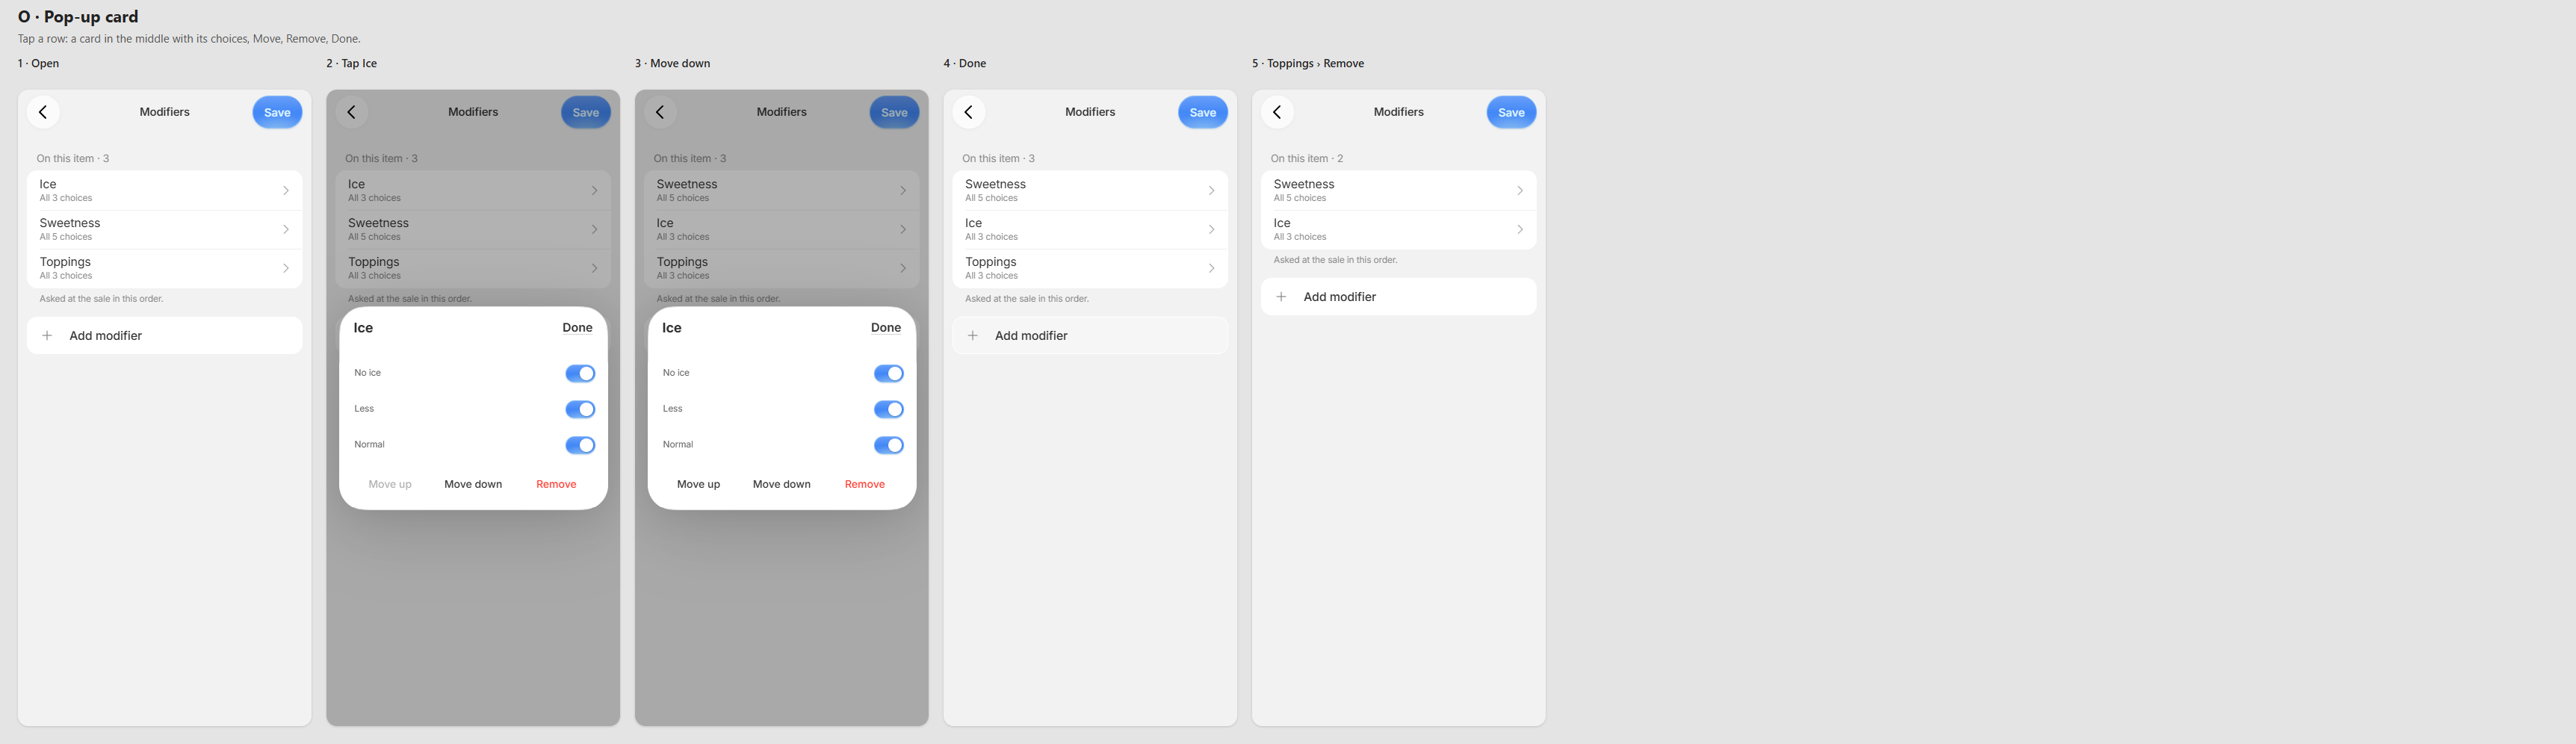 O · Pop-up card
Tap a row: a card in the middle with its choices, Move, Remove, Done.
1 · Open
Modifiers
Save
On this item · 3
Ice
All 3 choices
Sweetness
All 5 choices
Toppings
All 3 choices
Asked at the sale in this order.
+ Add modifier
2 · Tap Ice
Modifiers
Save
On this item · 3
Ice
All 3 choices
Sweetness
All 5 choices
Toppings
All 3 choices
Asked at the sale in this order.
Ice
Done
No ice
Less
Normal
Move up
Move down
Remove
3 · Move down
Modifiers
Save
On this item · 3
Sweetness
All 5 choices
Ice
All 3 choices
Toppings
All 3 choices
Asked at the sale in this order.
Ice
Done
No ice
Less
Normal
Move up
Move down
Remove
4 · Done
Modifiers
Save
On this item · 3
Sweetness
All 5 choices
Ice
All 3 choices
Toppings
All 3 choices
Asked at the sale in this order.
+ Add modifier
5 · Toppings › Remove
Modifiers
Save
On this item · 2
Sweetness
All 5 choices
Ice
All 3 choices
Asked at the sale in this order.
+ Add modifier